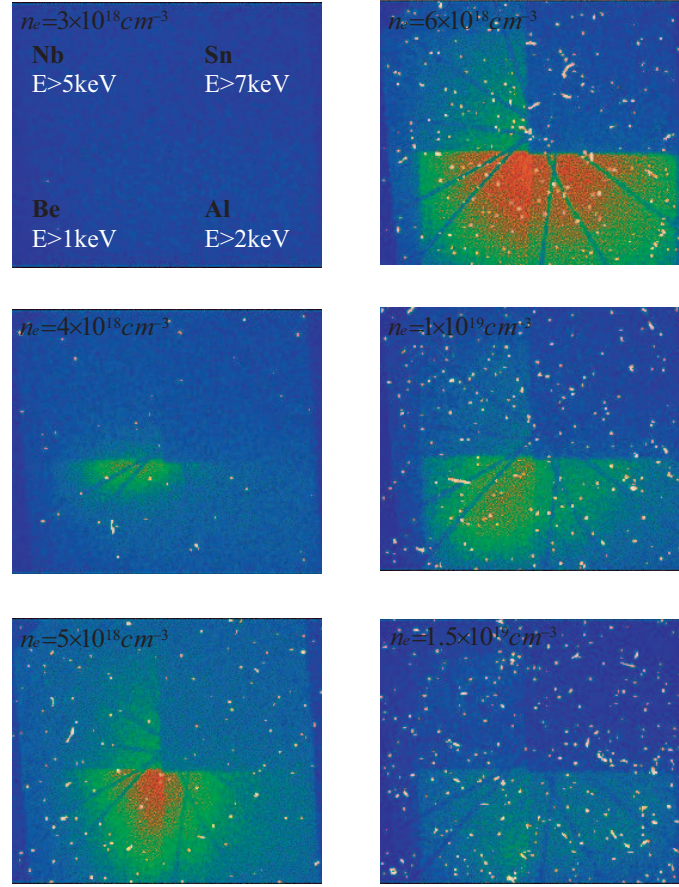 nₑ=3×10¹⁸cm⁻³
Nb Sn
E>5keV E>7keV
Be Al
E>1keV E>2keV
nₑ=6×10¹⁸cm⁻³
nₑ=4×10¹⁸cm⁻³
nₑ=1×10¹⁹cm⁻³
nₑ=5×10¹⁸cm⁻³
nₑ=1.5×10¹⁹cm⁻³